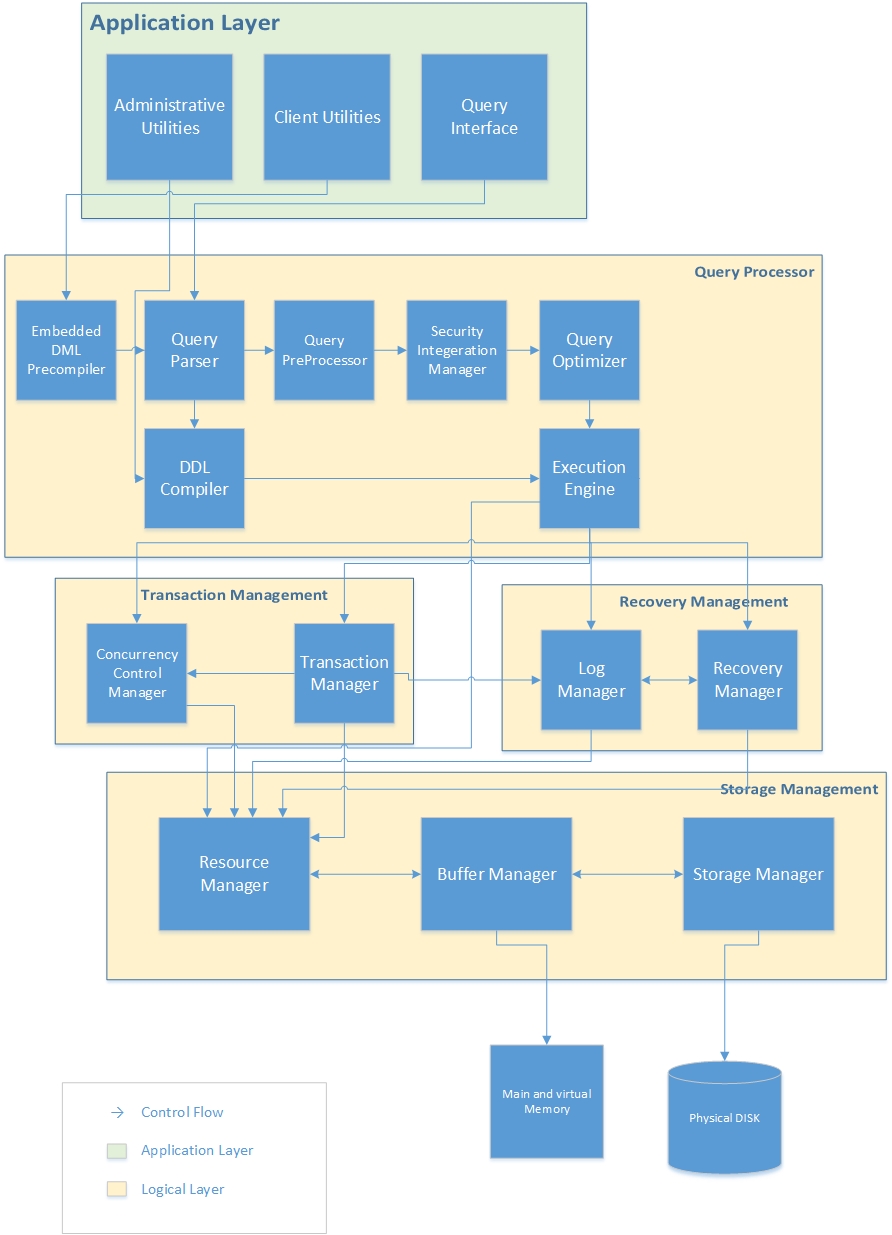 Application Layer
Administrative
Utilities
Client Utilities
Query
Interface
Query Processor
Embedded
DML
Precompiler
Query
Parser
Query
PreProcessor
Security
Integeration
Manager
Query
Optimizer
DDL
Compiler
Execution
Engine
Transaction Management
Recovery Management
Concurrency
Control
Manager
Transaction
Manager
Log
Manager
Recovery
Manager
Storage Management
Resource
Manager
Buffer Manager
Storage Manager
Main and virtual
Memory
Physical DISK
Control Flow
Application Layer
Logical Layer